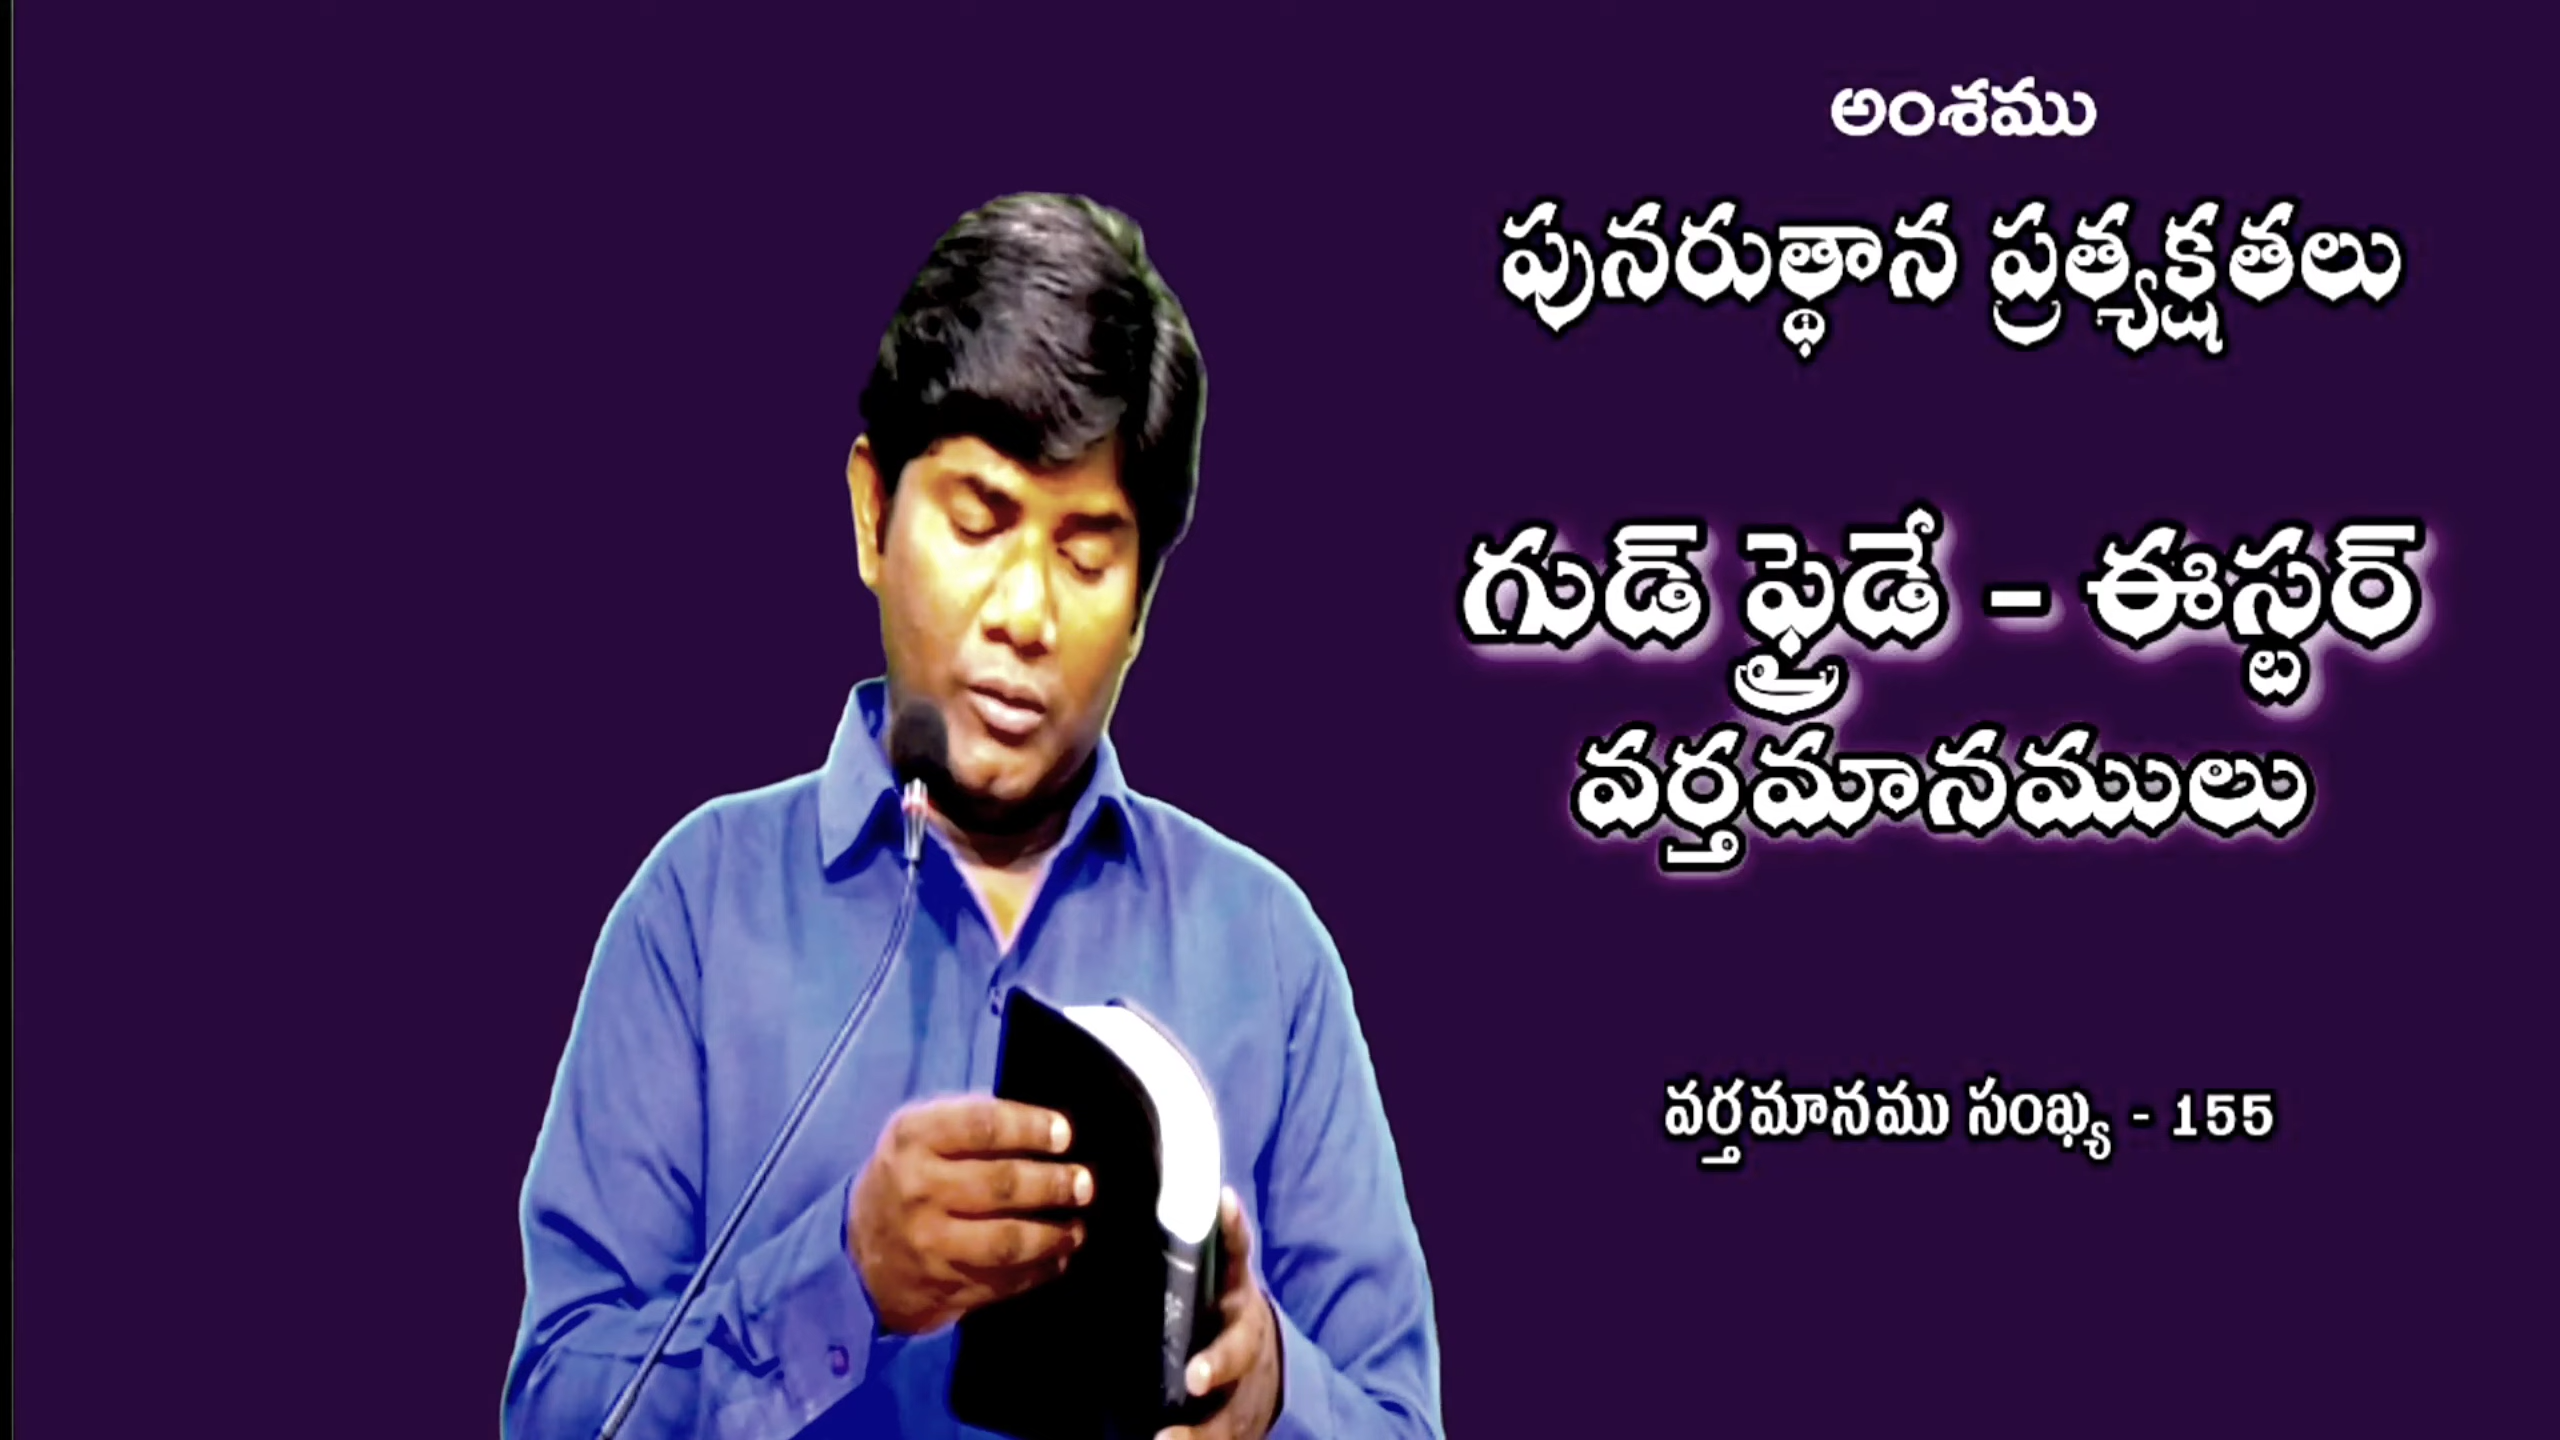 అంశము
పునరుత్థాన ప్రత్యక్షతలు
గుడ్ ఫ్రైడే - ఈస్టర్
వర్తమానములు
వర్తమానము సంఖ్య - 155